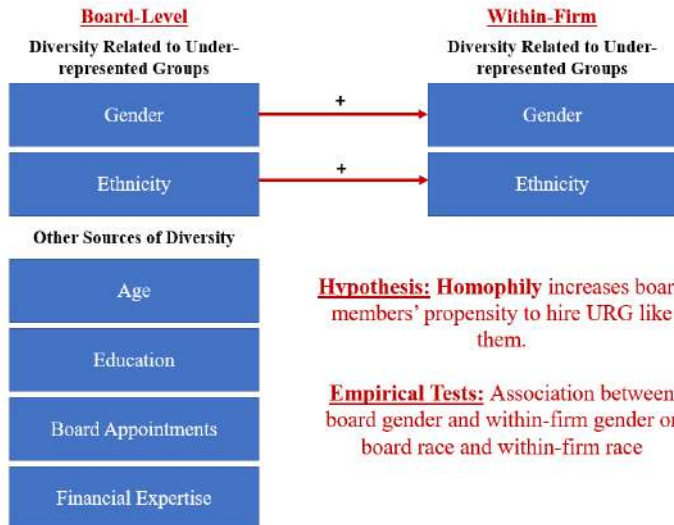 Board-Level
Within-Firm
Diversity Related to Under-
represented Groups
Diversity Related to Under-
represented Groups
Gender
+
Gender
Ethnicity
+
Ethnicity
Other Sources of Diversity
Age
Education
Board Appointments
Financial Expertise
Hypothesis: Homophily increases board
members’ propensity to hire URG like
them.
Empirical Tests: Association between
board gender and within-firm gender or
board race and within-firm race